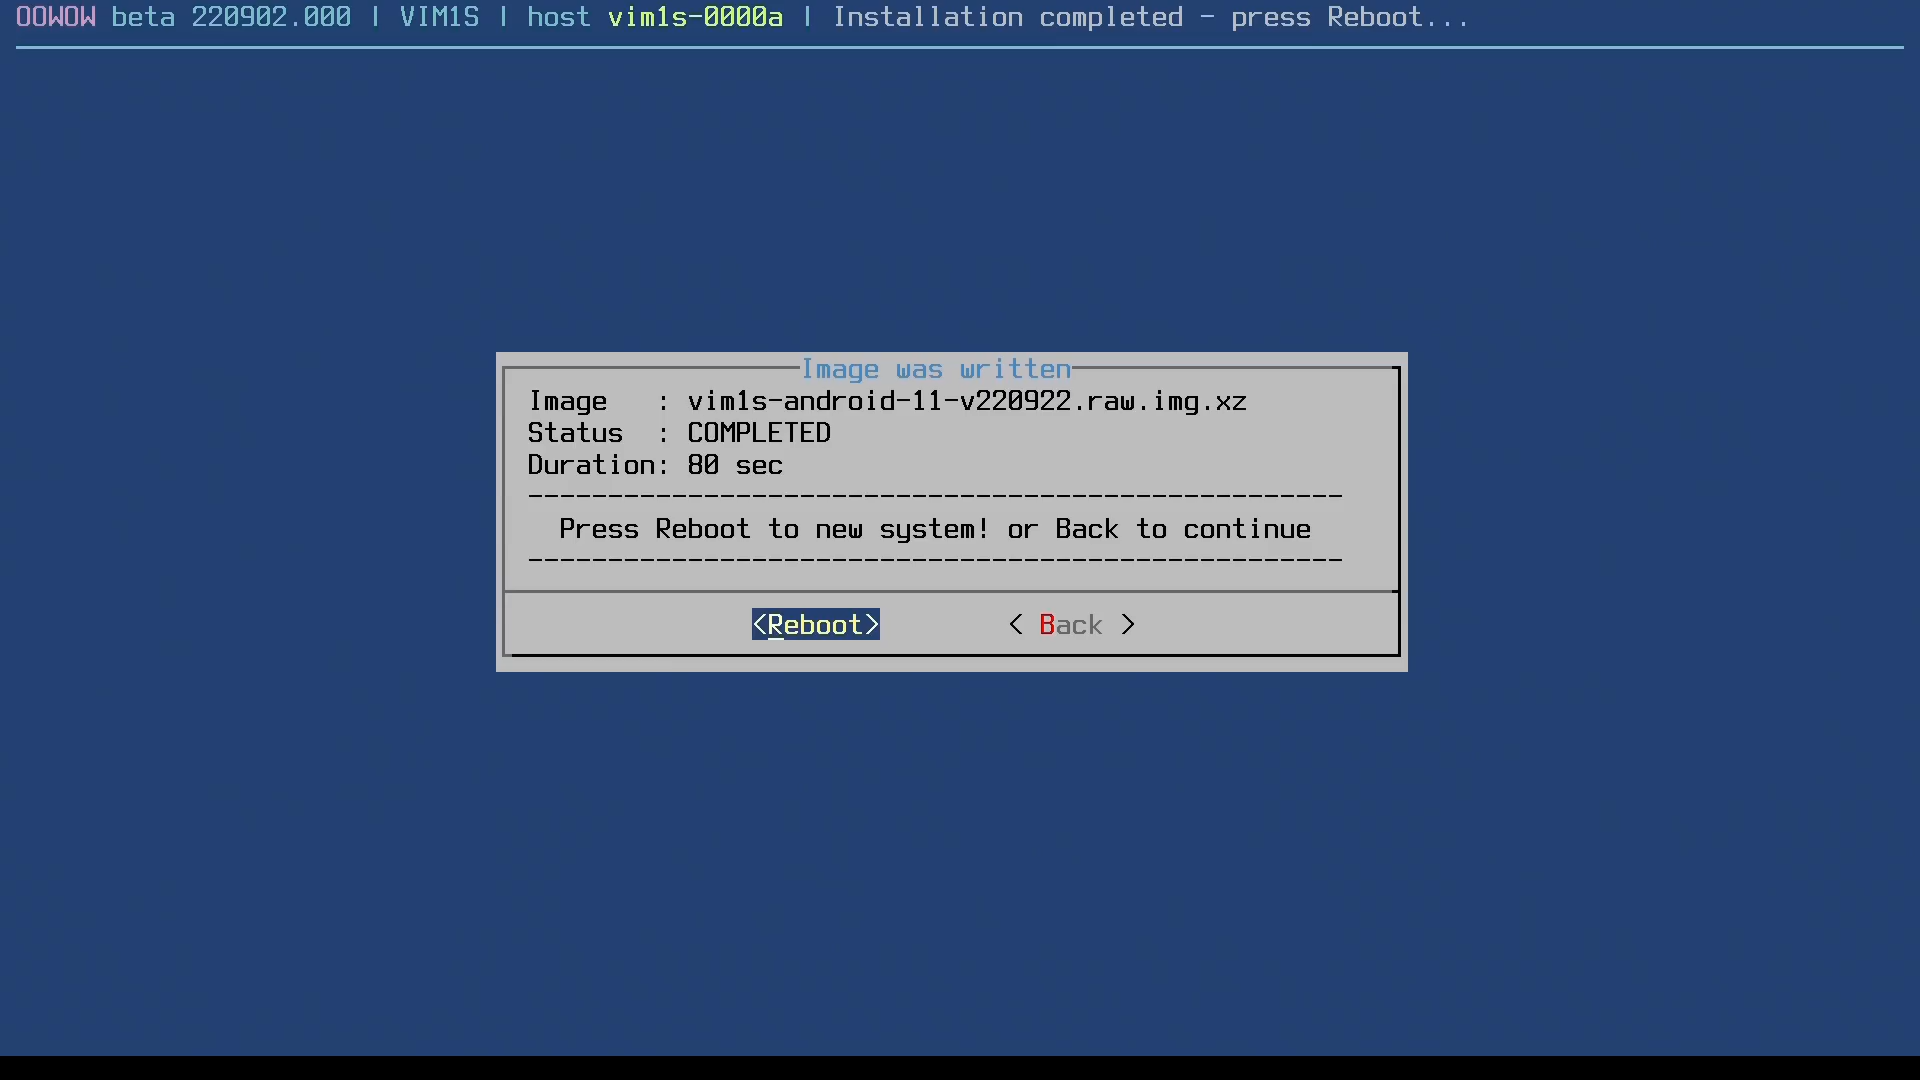 OOWOW beta 220902.000 | VIM1S | host vim1s-0000a | Installation completed - press Reboot...
Image was written
Image   : vim1s-android-11-v220922.raw.img.xz
Status  : COMPLETED
Duration: 80 sec
---------------------------------------------------
Press Reboot to new system! or Back to continue
---------------------------------------------------
<Reboot> < Back >